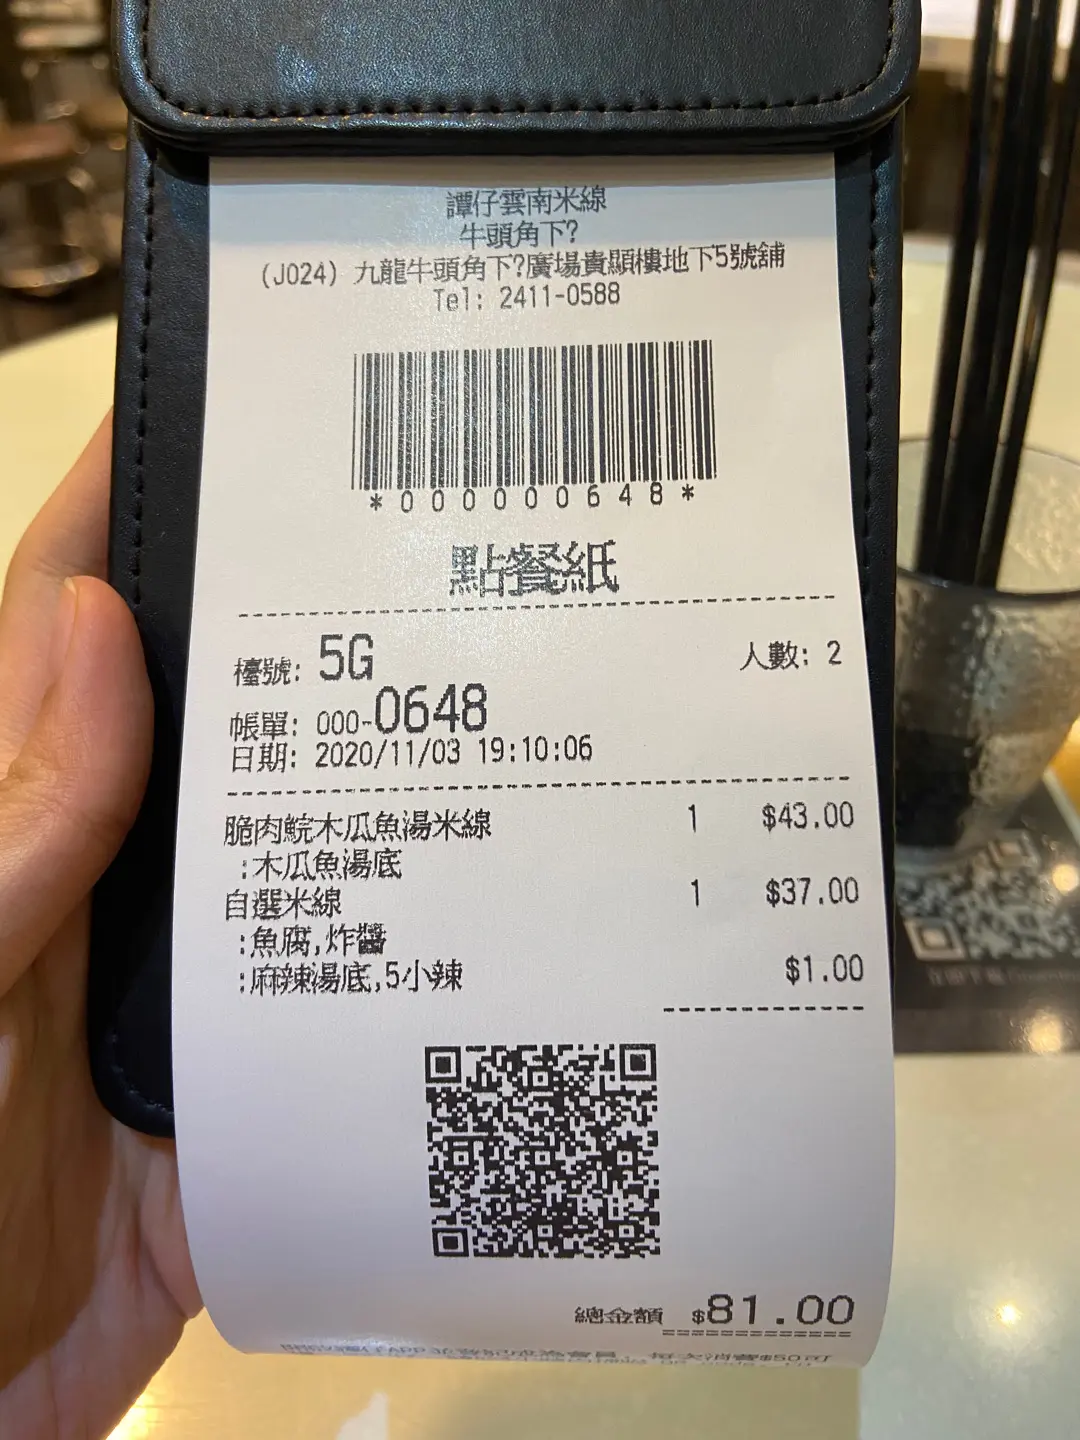 譚仔雲南米線
牛頭角下?
(J024) 九龍牛頭角下?廣場貴顯樓地下5號舖
Tel: 2411-0588
*000000648*
點餐紙
檯號: 5G 人數: 2
帳單: 000-0648
日期: 2020/11/03 19:10:06
脆肉鯇木瓜魚湯米線 1 $43.00
:木瓜魚湯底
自選米線 1 $37.00
:魚腐,炸醬
:麻辣湯底,5小辣 $1.00
總金額 $81.00